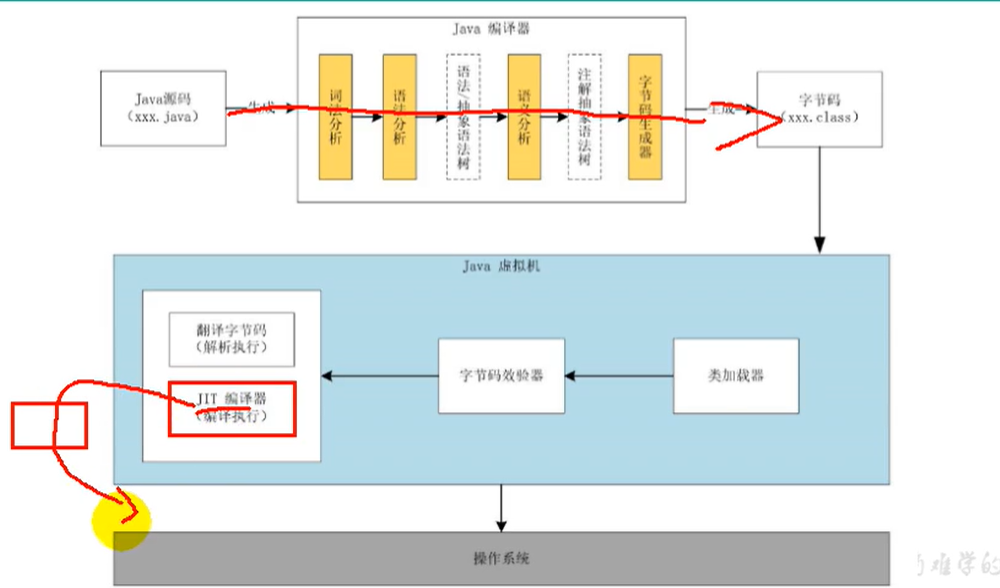 Java 编译器
Java源码
(xxx.java)
生成
词法分析
语法分析
语法/抽象语法树
语义分析
注解抽象语法树
字节码生成器
生成
字节码
(xxx.class)
Java 虚拟机
翻译字节码
(解析执行)
JIT 编译器
(编译执行)
字节码效验器
类加载器
操作系统
难学的